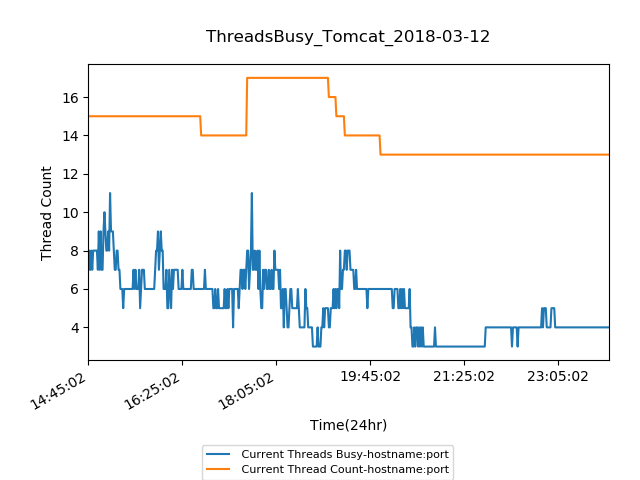 ThreadsBusy_Tomcat_2018-03-12
Thread Count
16
14
12
10
8
6
4
14:45:02
16:25:02
18:05:02
19:45:02
21:25:02
23:05:02
Time(24hr)
Current Threads Busy-hostname:port
Current Thread Count-hostname:port